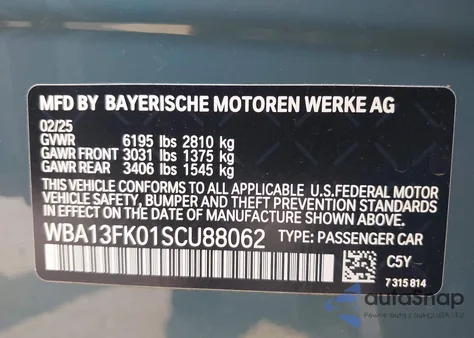 MFD BY BAYERISCHE MOTOREN WERKE AG
02/25
GVWR 6195 lbs 2810 kg
GAWR FRONT 3031 lbs 1375 kg
GAWR REAR 3406 lbs 1545 kg
THIS VEHICLE CONFORMS TO ALL APPLICABLE U.S.FEDERAL MOTOR
VEHICLE SAFETY, BUMPER AND THEFT PREVENTION STANDARDS
IN EFFECT ON THE DATE OF MANUFACTURE SHOWN ABOVE.
WBA13FK01SCU88062 TYPE: PASSENGER CAR
C5Y
7315814
autoSnap